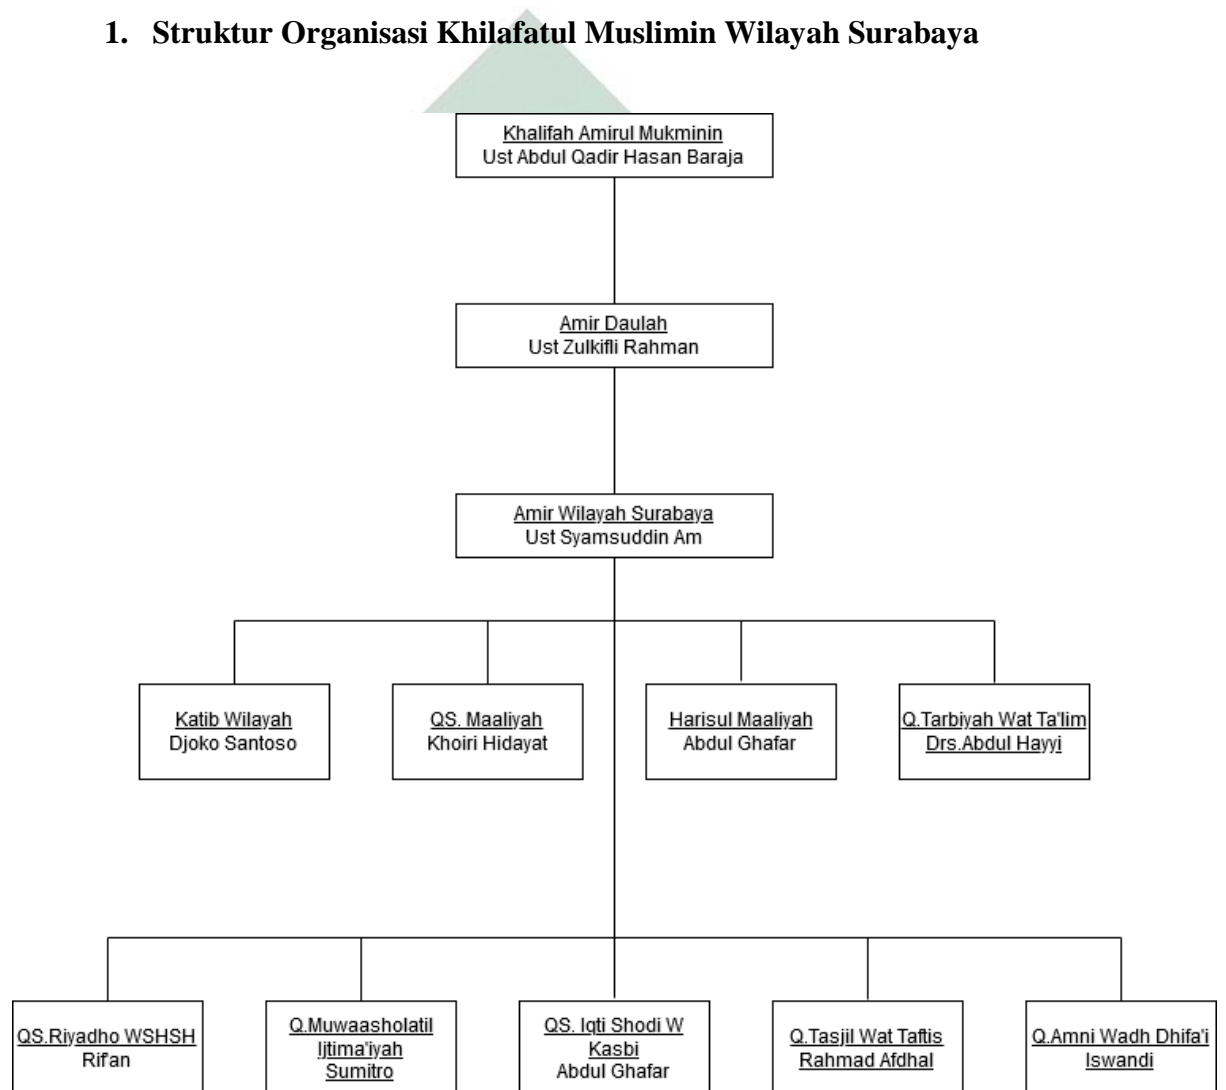 1. Struktur Organisasi Khilafatul Muslimin Wilayah Surabaya
Khalifah Amirul Mukminin
Ust Abdul Qadir Hasan Baraja
Amir Daulah
Ust Zulkifli Rahman
Amir Wilayah Surabaya
Ust Syamsuddin Am
Katib Wilayah
Djoko Santoso
QS. Maaliyah
Khoiri Hidayat
Harisul Maaliyah
Abdul Ghafar
Q.Tarbiyah Wat Ta'lim
Drs.Abdul Hayyi
QS.Riyadho WSHSH
Rif'an
Q.Muwaasholatil
Ijtima'iyah
Sumitro
QS. Iqti Shodi W
Kasbi
Abdul Ghafar
Q.Tasjil Wat Taftis
Rahmad Afdhal
Q.Amni Wadh Dhifa'i
Iswandi